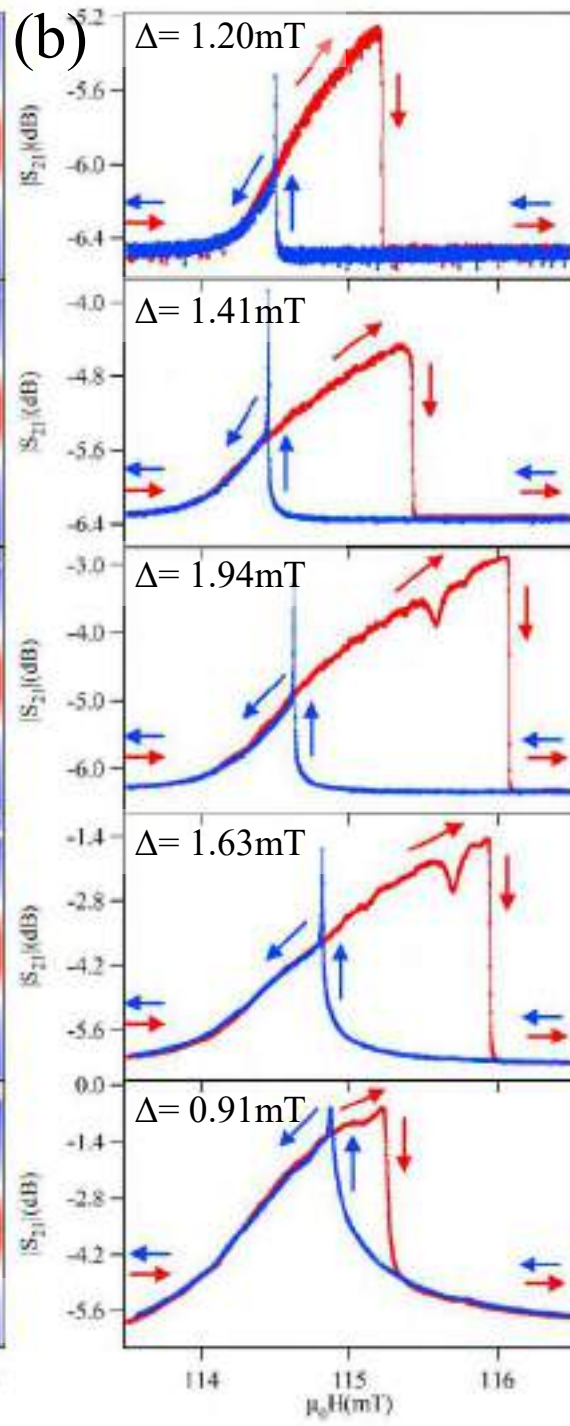 (b)
Δ= 1.20mT
-5.2
-5.6
-6.0
-6.4
|S21|(dB)
Δ= 1.41mT
-4.0
-4.8
-5.6
-6.4
|S21|(dB)
Δ= 1.94mT
-3.0
-4.0
-5.0
-6.0
|S21|(dB)
Δ= 1.63mT
-1.4
-2.8
-4.2
-5.6
|S21|(dB)
Δ= 0.91mT
0.0
-1.4
-2.8
-4.2
-5.6
|S21|(dB)
114 115 116
μ0H(mT)